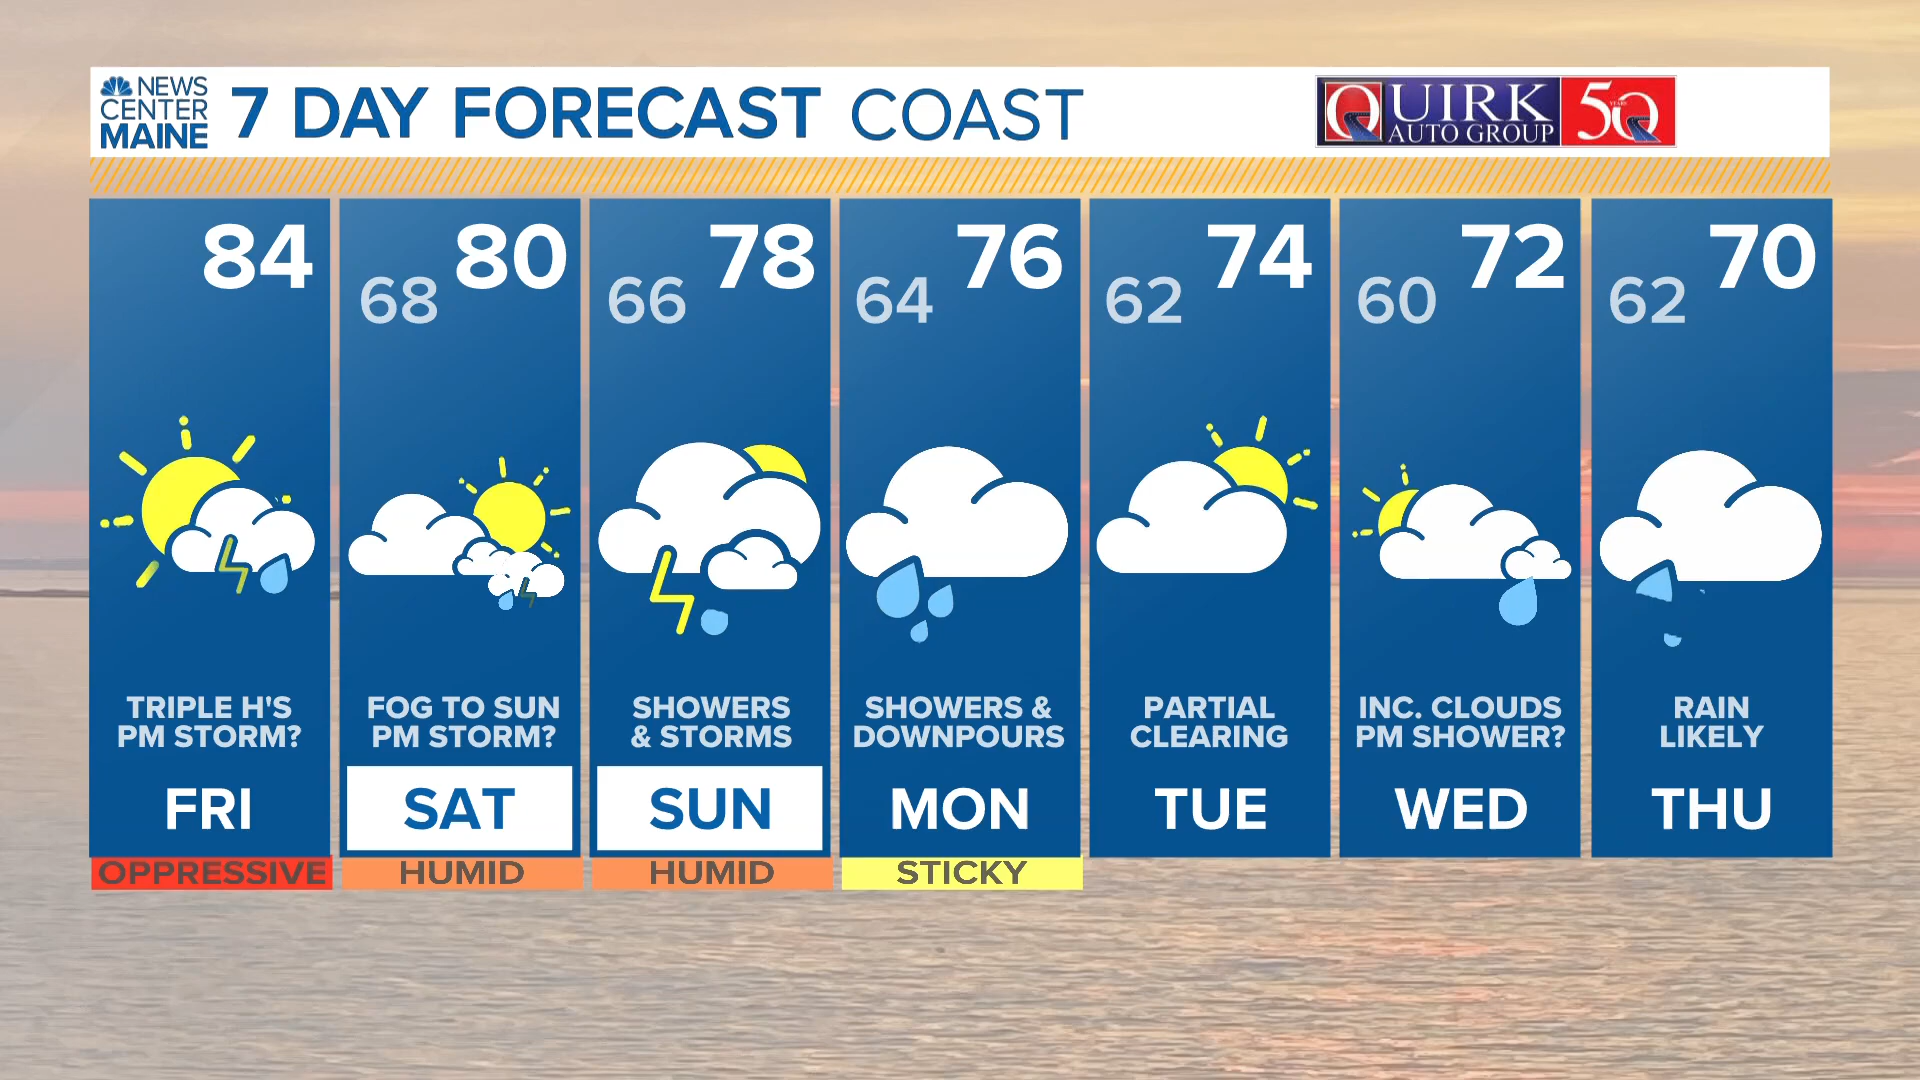 NEWS
CENTER
MAINE
7 DAY FORECAST COAST
QUIRK
AUTO GROUP
50
YEARS
84
68 80
66 78
64 76
62 74
60 72
62 70
TRIPLE H'S
PM STORM?
FRI
OPPRESSIVE
FOG TO SUN
PM STORM?
SAT
HUMID
SHOWERS
& STORMS
SUN
HUMID
SHOWERS &
DOWNPOURS
MON
STICKY
PARTIAL
CLEARING
TUE
INC. CLOUDS
PM SHOWER?
WED
RAIN
LIKELY
THU